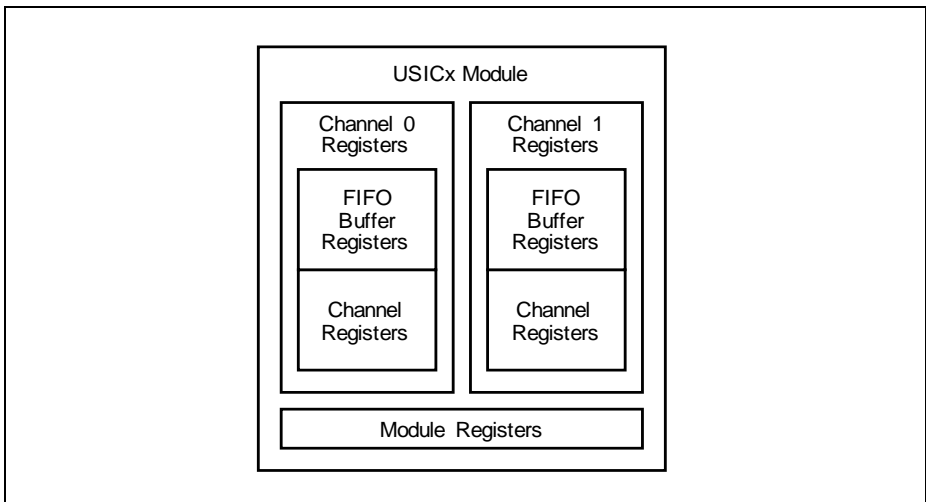 USICx Module
Channel 0
Registers
FIFO
Buffer
Registers
Channel
Registers
Channel 1
Registers
FIFO
Buffer
Registers
Channel
Registers
Module Registers